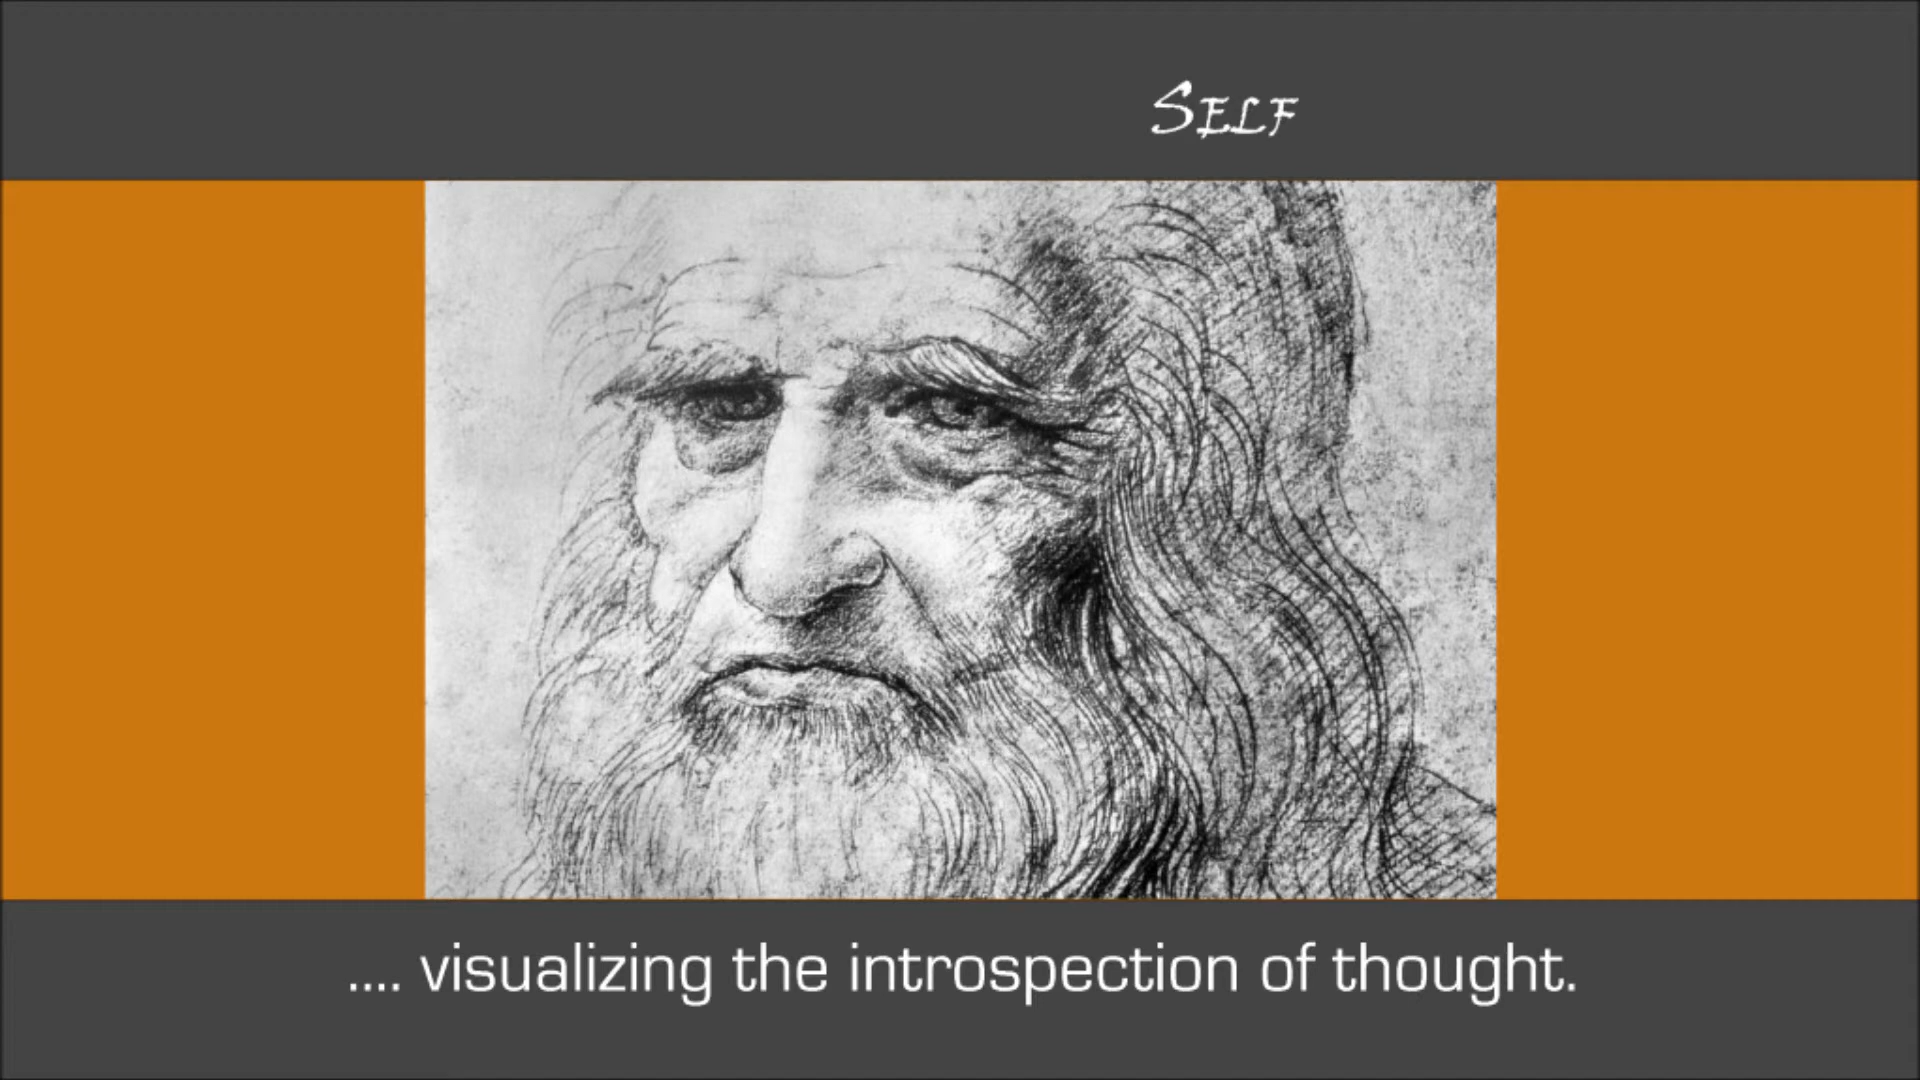 SELF
.... visualizing the introspection of thought.